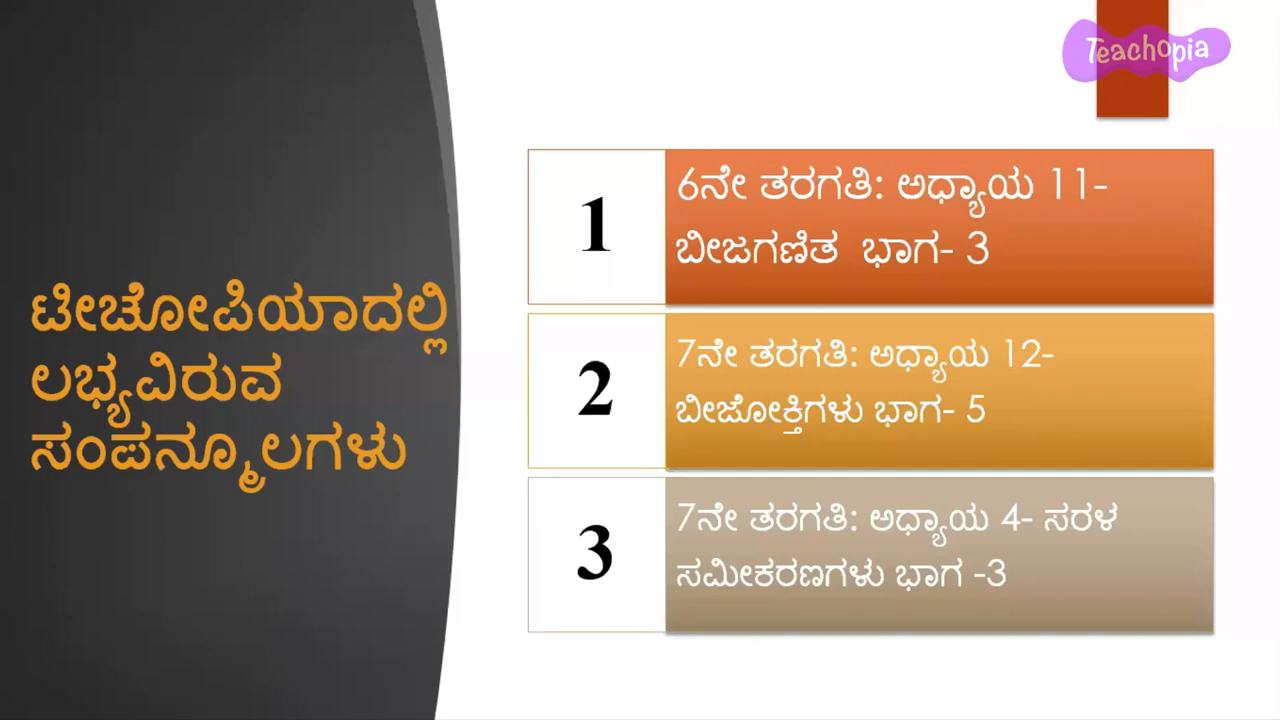 Teachopia
ಟೀಚೋಪಿಯಾದಲ್ಲಿ
ಲಭ್ಯವಿರುವ
ಸಂಪನ್ಮೂಲಗಳು
1
6ನೇ ತರಗತಿ: ಅಧ್ಯಾಯ 11-
ಬೀಜಗಣಿತ ಭಾಗ- 3
2
7ನೇ ತರಗತಿ: ಅಧ್ಯಾಯ 12-
ಬೀಜೋಕ್ತಿಗಳು ಭಾಗ- 5
3
7ನೇ ತರಗತಿ: ಅಧ್ಯಾಯ 4- ಸರಳ
ಸಮೀಕರಣಗಳು ಭಾಗ -3